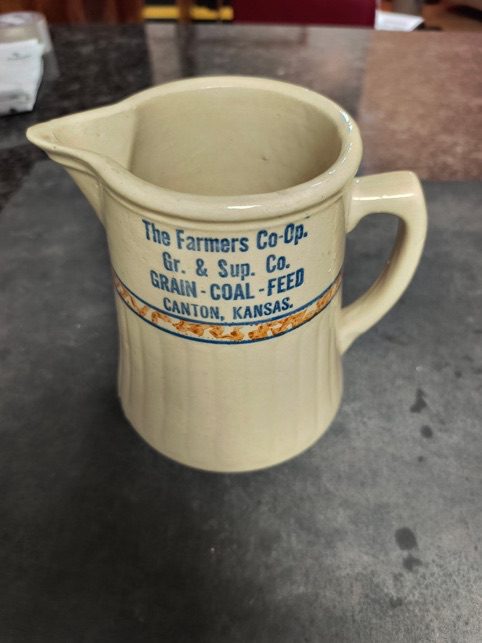 The Farmers Co-Op.
Gr. & Sup. Co.
GRAIN - COAL - FEED
CANTON, KANSAS.